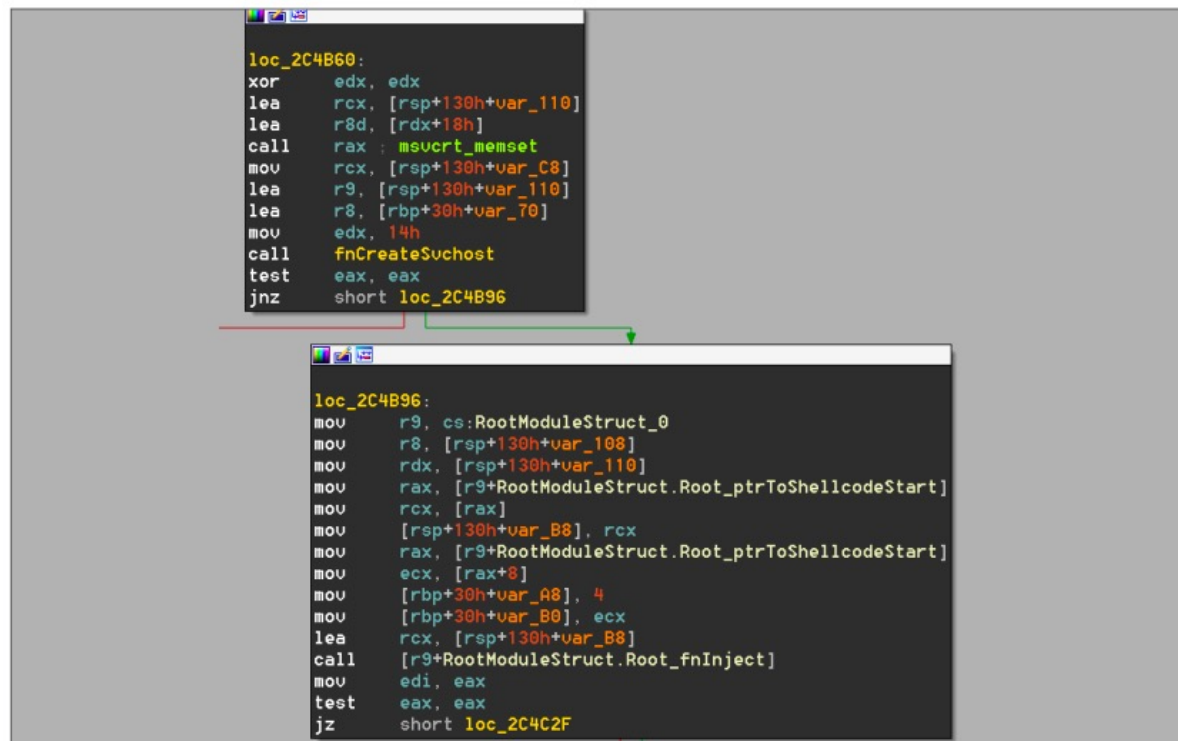 loc_2C4B60:
xor edx, edx
lea rcx, [rsp+130h+var_110]
lea r8d, [rdx+18h]
call rax ; msvcrt_memset
mov rcx, [rsp+130h+var_C8]
lea r9, [rsp+130h+var_110]
lea r8, [rbp+30h+var_70]
mov edx, 14h
call fnCreateSvchost
test eax, eax
jnz short loc_2C4B96
loc_2C4B96:
mov r9, cs:RootModuleStruct_0
mov r8, [rsp+130h+var_108]
mov rdx, [rsp+130h+var_110]
mov rax, [r9+RootModuleStruct.Root_ptrToShellcodeStart]
mov rcx, [rax]
mov [rsp+130h+var_B8], rcx
mov rax, [r9+RootModuleStruct.Root_ptrToShellcodeStart]
mov ecx, [rax+8]
mov [rbp+30h+var_A8], 4
mov [rbp+30h+var_B0], ecx
lea rcx, [rsp+130h+var_B8]
call [r9+RootModuleStruct.Root_fnInject]
mov edi, eax
test eax, eax
jz short loc_2C4C2F